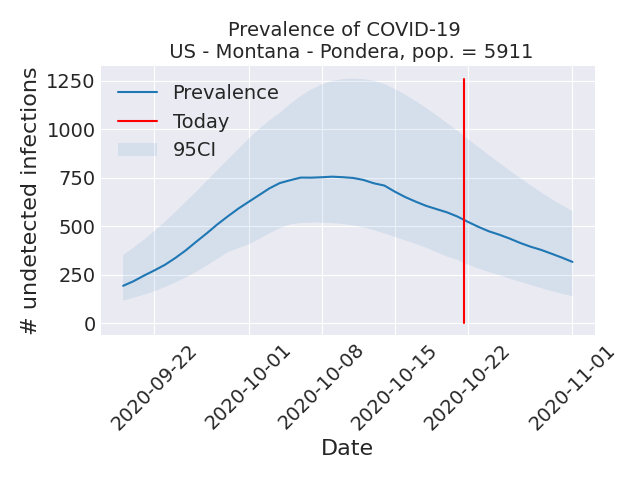 Prevalence of COVID-19
US - Montana - Pondera, pop. = 5911
# undetected infections
1250
1000
750
500
250
0
Prevalence
Today
95CI
2020-09-22
2020-10-01
2020-10-08
2020-10-15
2020-10-22
2020-11-01
Date